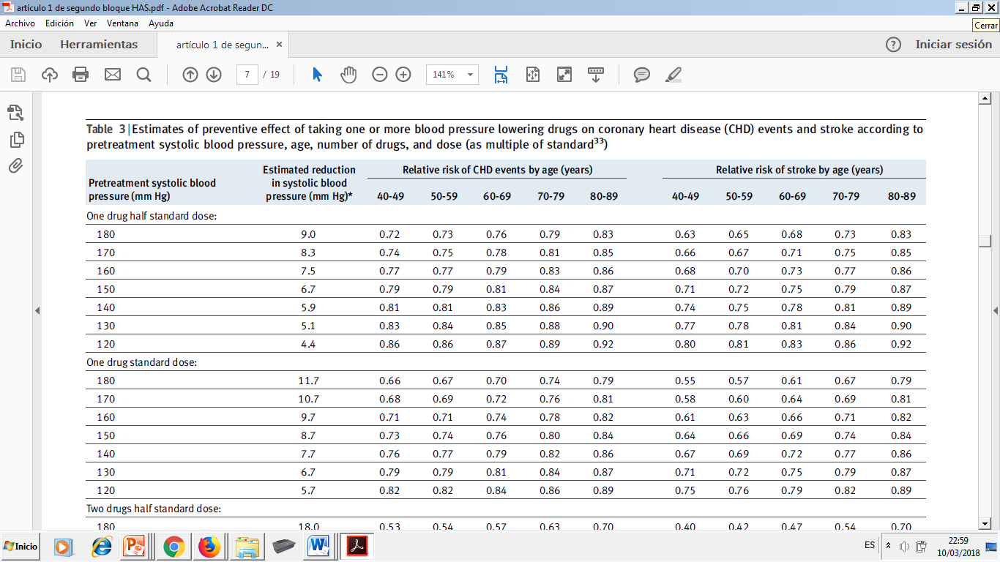 artículo 1 de segundo bloque HAS.pdf - Adobe Acrobat Reader DC
Archivo Edición Ver Ventana Ayuda
Cerrar
Inicio Herramientas artículo 1 de segun... × ? Iniciar sesión
7 / 19 141%
Table 3|Estimates of preventive effect of taking one or more blood pressure lowering drugs on coronary heart disease (CHD) events and stroke according to
pretreatment systolic blood pressure, age, number of drugs, and dose (as multiple of standard³³)
Estimated reduction Relative risk of CHD events by age (years) Relative risk of stroke by age (years)
Pretreatment systolic blood in systolic blood
pressure (mm Hg) pressure (mm Hg)* 40-49 50-59 60-69 70-79 80-89 40-49 50-59 60-69 70-79 80-89
One drug half standard dose:
180 9.0 0.72 0.73 0.76 0.79 0.83 0.63 0.65 0.68 0.73 0.83
170 8.3 0.74 0.75 0.78 0.81 0.85 0.66 0.67 0.71 0.75 0.85
160 7.5 0.77 0.77 0.79 0.83 0.86 0.68 0.70 0.73 0.77 0.86
150 6.7 0.79 0.79 0.81 0.84 0.87 0.71 0.72 0.75 0.79 0.87
140 5.9 0.81 0.81 0.83 0.86 0.89 0.74 0.75 0.78 0.81 0.89
130 5.1 0.83 0.84 0.85 0.88 0.90 0.77 0.78 0.81 0.84 0.90
120 4.4 0.86 0.86 0.87 0.89 0.92 0.80 0.81 0.83 0.86 0.92
One drug standard dose:
180 11.7 0.66 0.67 0.70 0.74 0.79 0.55 0.57 0.61 0.67 0.79
170 10.7 0.68 0.69 0.72 0.76 0.81 0.58 0.60 0.64 0.69 0.81
160 9.7 0.71 0.71 0.74 0.78 0.82 0.61 0.63 0.66 0.71 0.82
150 8.7 0.73 0.74 0.76 0.80 0.84 0.64 0.66 0.69 0.74 0.84
140 7.7 0.76 0.77 0.79 0.82 0.86 0.67 0.69 0.72 0.77 0.86
130 6.7 0.79 0.79 0.81 0.84 0.87 0.71 0.72 0.75 0.79 0.87
120 5.7 0.82 0.82 0.84 0.86 0.89 0.75 0.76 0.79 0.82 0.89
Two drugs half standard dose:
180 18.0 0.53 0.54 0.57 0.63 0.70 0.40 0.42 0.47 0.54 0.70
Inicio ES 22:59
10/03/2018